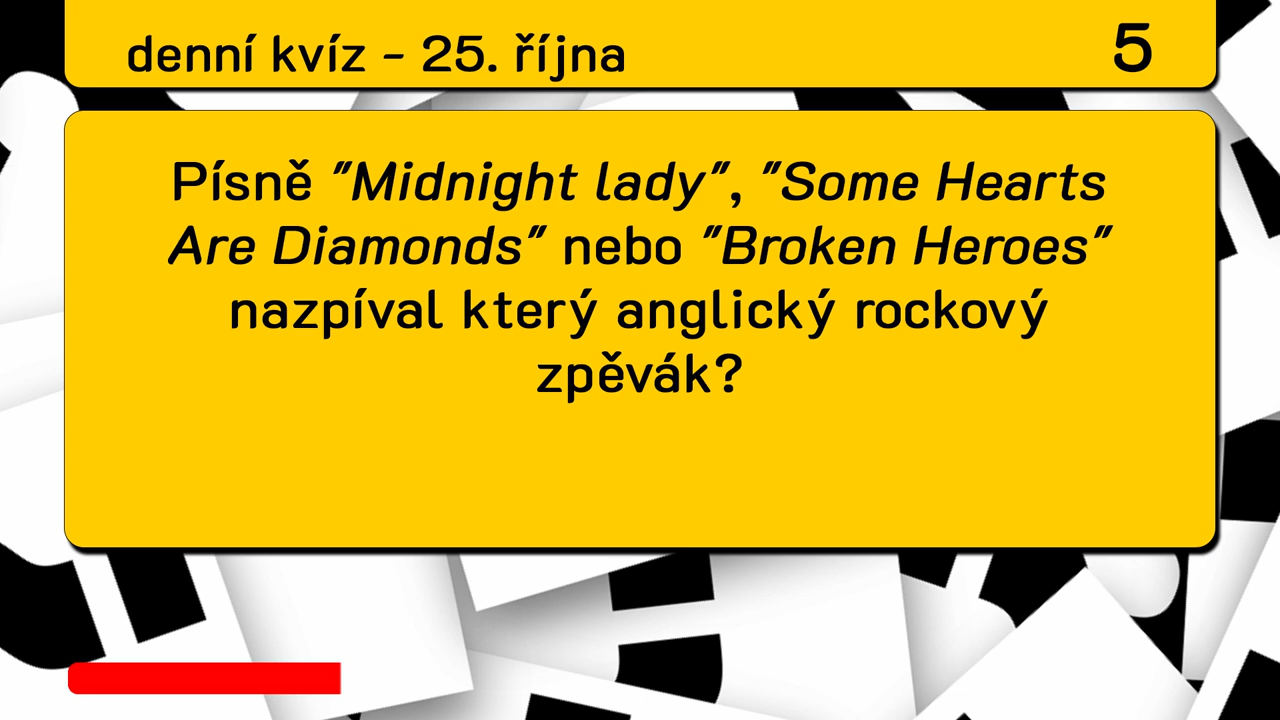 denní kvíz - 25. října
5
Písně "Midnight lady", "Some Hearts
Are Diamonds" nebo "Broken Heroes"
nazpíval který anglický rockový
zpěvák?